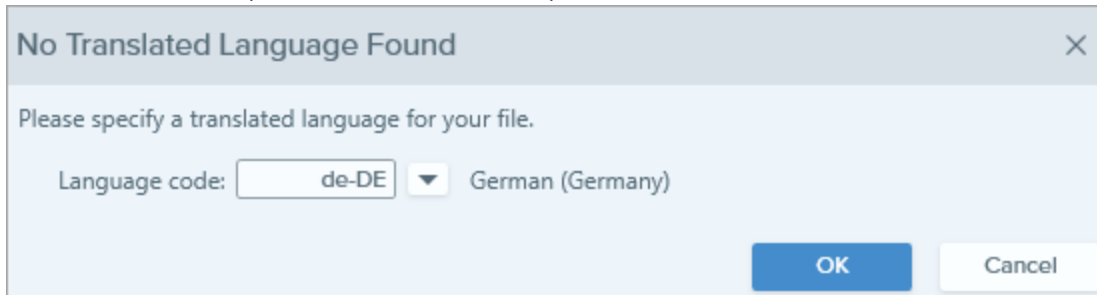 No Translated Language Found
Please specify a translated language for your file.
Language code: de-DE German (Germany)
OK Cancel